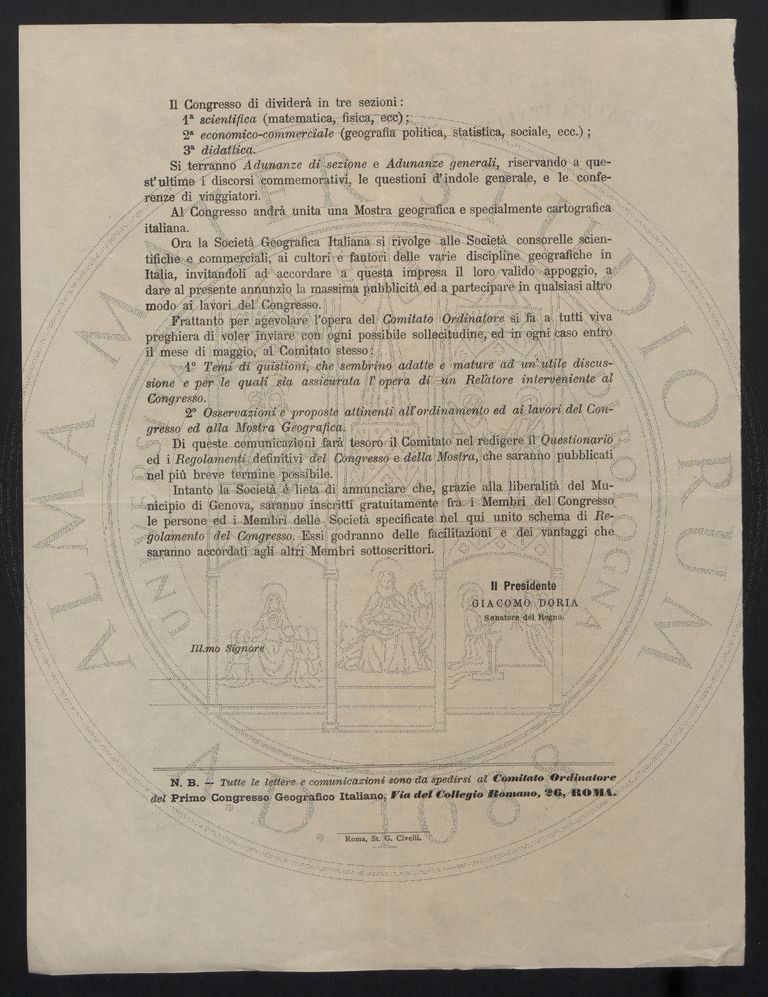 Il Congresso di dividerà in tre sezioni:
1ª scientifica (matematica, fisica, ecc);
2ª economico-commerciale (geografia politica, statistica, sociale, ecc.);
3ª didattica.
Si terranno Adunanze di sezione e Adunanze generali, riservando a que-
st'ultime i discorsi commemorativi, le questioni d'indole generale, e le confe-
renze di viaggiatori.
Al Congresso andrà unita una Mostra geografica e specialmente cartografica
italiana.
Ora la Società Geografica Italiana si rivolge alle Società consorelle scien-
tifiche e commerciali, ai cultori e fautori delle varie discipline geografiche in
Italia, invitandoli ad accordare a questa impresa il loro valido appoggio, a
dare al presente annunzio la massima pubblicità ed a partecipare in qualsiasi altro
modo ai lavori del Congresso.
Frattanto per agevolare l'opera del Comitato Ordinatore si fa a tutti viva
preghiera di voler inviare con ogni possibile sollecitudine, ed in ogni caso entro
il mese di maggio, al Comitato stesso:
1º Temi di quistioni, che sembrino adatte e mature ad un'utile discus-
sione e per le quali sia assicurata l'opera di un Relatore interveniente al
Congresso.
2º Osservazioni e proposte attinenti all'ordinamento ed ai lavori del Con-
gresso ed alla Mostra Geografica.
Di queste comunicazioni farà tesoro il Comitato nel redigere il Questionario
ed i Regolamenti definitivi del Congresso e della Mostra, che saranno pubblicati
nel più breve termine possibile.
Intanto la Società è lieta di annunciare che, grazie alla liberalità del Mu-
nicipio di Genova, saranno inscritti gratuitamente fra i Membri del Congresso
le persone ed i Membri delle Società specificate nel qui unito schema di Re-
golamento del Congresso. Essi godranno delle facilitazioni e dei vantaggi che
saranno accordati agli altri Membri sottoscrittori.
Il Presidente
GIACOMO DORIA
Senatore del Regno.
Ill.mo Signore
N. B. — Tutte le lettere e comunicazioni sono da spedirsi al Comitato Ordinatore
del Primo Congresso Geografico Italiano, Via del Collegio Romano, 26, ROMA.
Roma, St. G. Civelli.
ALMA MATER STUDIORUM
A.D. 1088